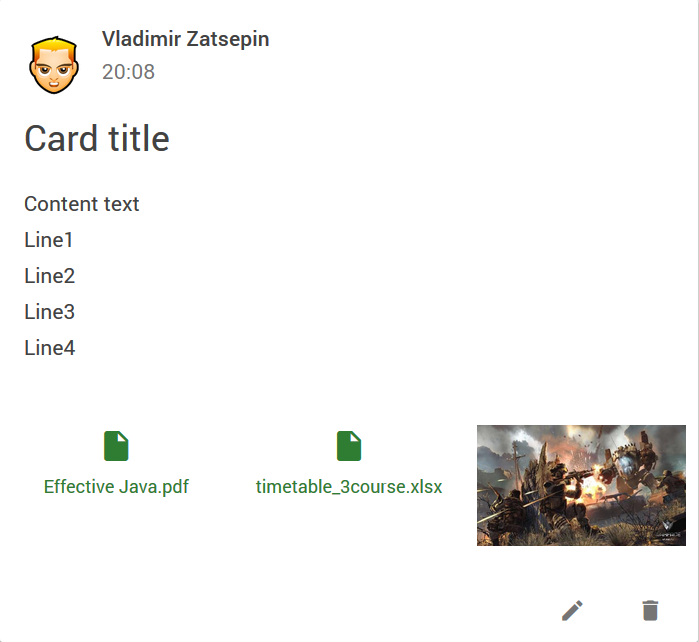 Vladimir Zatsepin
20:08
Card title
Content text
Line1
Line2
Line3
Line4
Effective Java.pdf
timetable_3course.xlsx